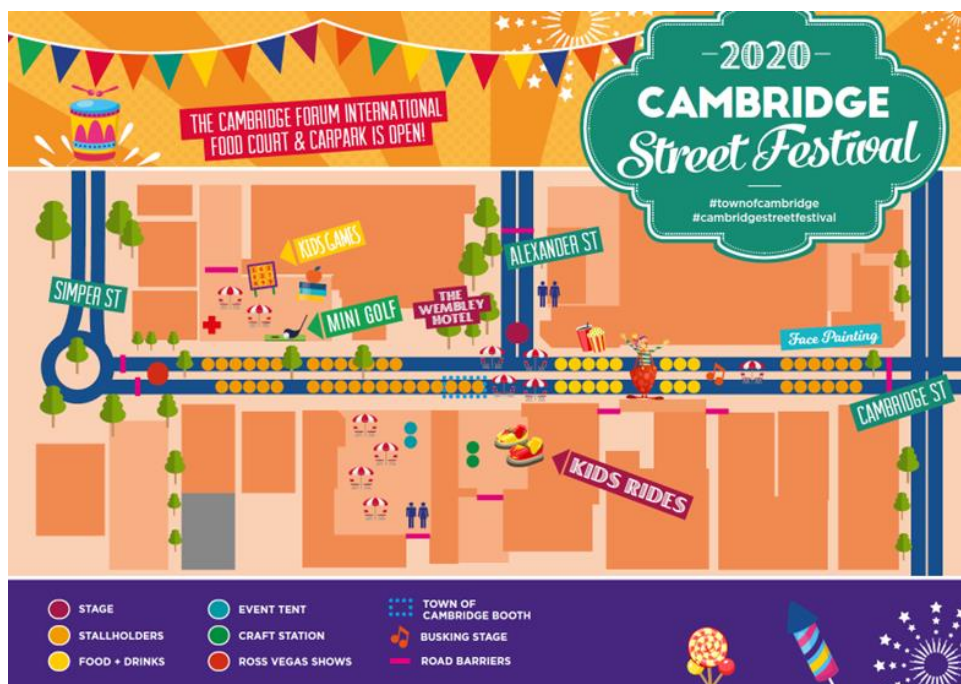 2020
CAMBRIDGE
Street Festival
#townofcambridge
#cambridgestreetfestival
THE CAMBRIDGE FORUM INTERNATIONAL
FOOD COURT & CARPARK IS OPEN!
KIDS GAMES
ALEXANDER ST
SIMPER ST
THE
WEMBLEY
HOTEL
MINI GOLF
Face Painting
CAMBRIDGE ST
KIDS RIDES
STAGE
STALLHOLDERS
FOOD + DRINKS
EVENT TENT
CRAFT STATION
ROSS VEGAS SHOWS
TOWN OF
CAMBRIDGE BOOTH
BUSKING STAGE
ROAD BARRIERS